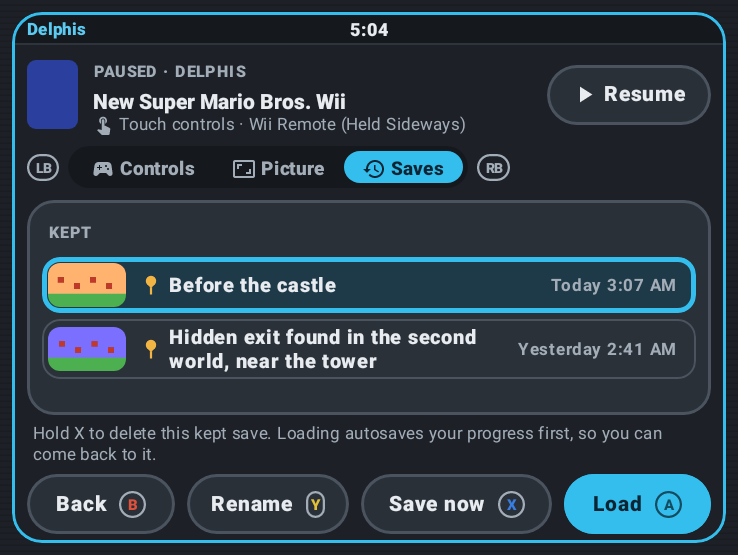 Delphis
5:04
PAUSED · DELPHIS
New Super Mario Bros. Wii
Touch controls · Wii Remote (Held Sideways)
Resume
LB
Controls
Picture
Saves
RB
KEPT
Before the castle
Today 3:07 AM
Hidden exit found in the second
world, near the tower
Yesterday 2:41 AM
Hold X to delete this kept save. Loading autosaves your progress first, so you can
come back to it.
Back B
Rename Y
Save now X
Load A